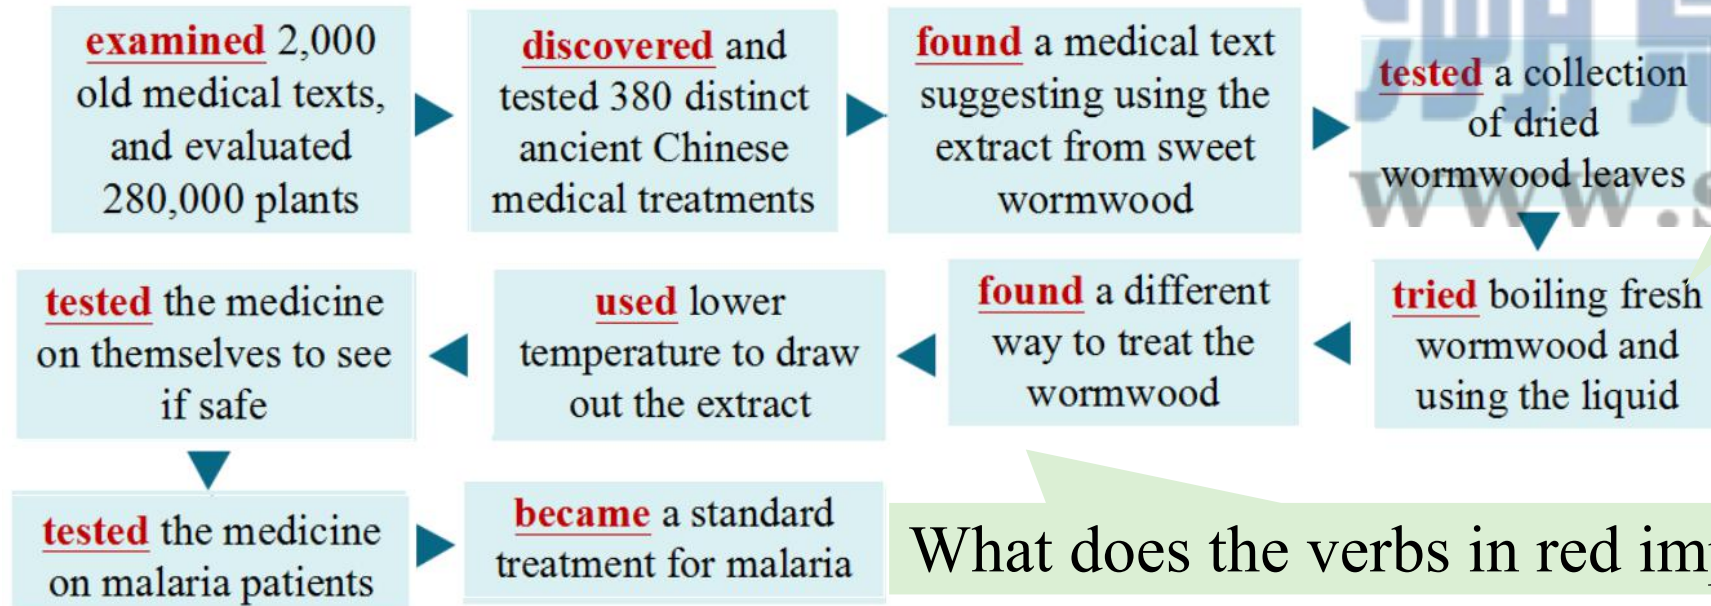 examined 2,000
old medical texts,
and evaluated
280,000 plants
discovered and
tested 380 distinct
ancient Chinese
medical treatments
found a medical text
suggesting using the
extract from sweet
wormwood
tested a collection
of dried
wormwood leaves
www.s
tried boiling fresh
wormwood and
using the liquid
found a different
way to treat the
wormwood
used lower
temperature to draw
out the extract
tested the medicine
on themselves to see
if safe
tested the medicine
on malaria patients
became a standard
treatment for malaria
What does the verbs in red